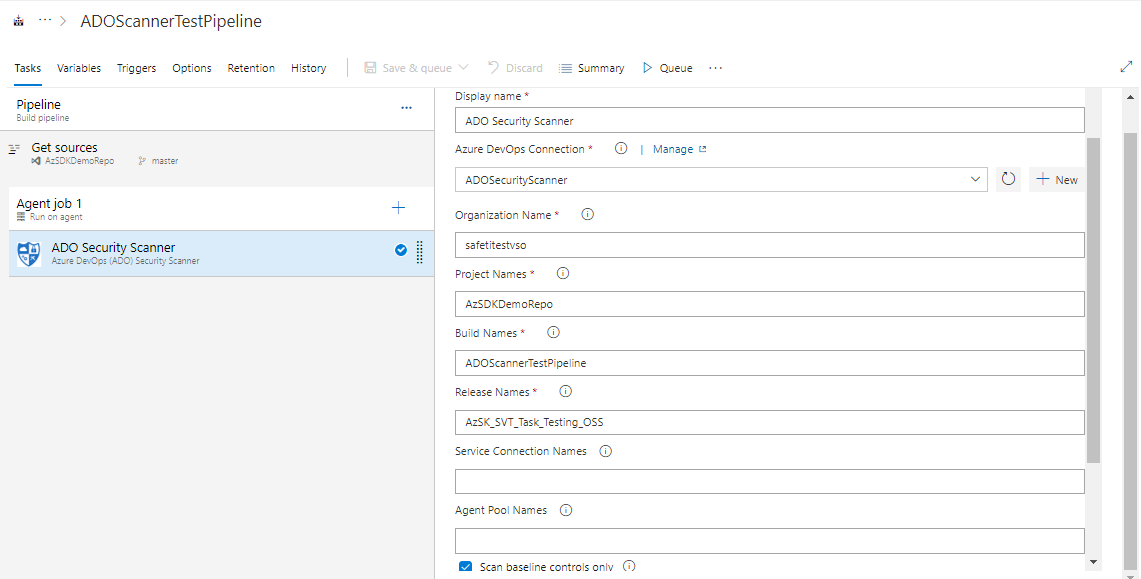 ADOScannerTestPipeline
Tasks Variables Triggers Options Retention History Save & queue Discard Summary Queue
Pipeline
Build pipeline
Get sources
AzSDKDemoRepo master
Agent job 1
Run on agent
ADO Security Scanner
Azure DevOps (ADO) Security Scanner
Display name *
ADO Security Scanner
Azure DevOps Connection * | Manage
ADOSecurityScanner New
Organization Name *
safetitestvso
Project Names *
AzSDKDemoRepo
Build Names *
ADOScannerTestPipeline
Release Names *
AzSK_SVT_Task_Testing_OSS
Service Connection Names
Agent Pool Names
Scan baseline controls only